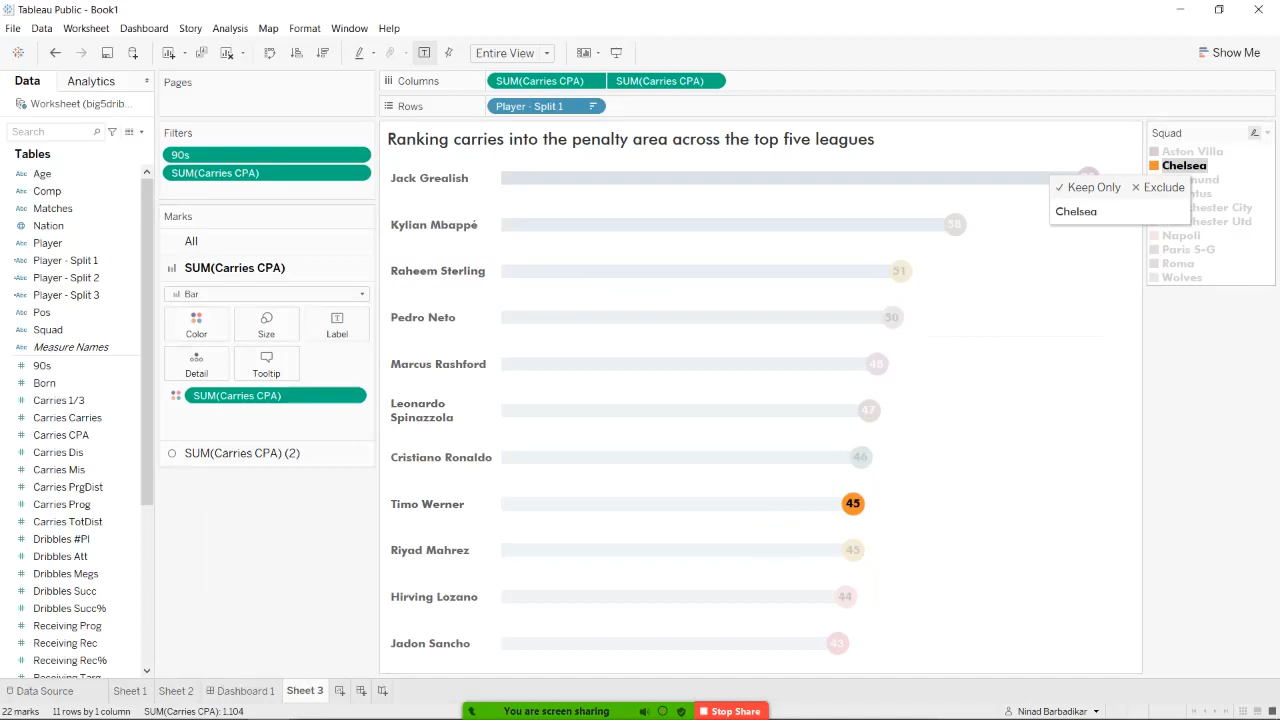 Tableau Public - Book1
File Data Worksheet Dashboard Story Analysis Map Format Window Help
Entire View
Show Me
Data Analytics
Pages
Columns SUM(Carries CPA) SUM(Carries CPA)
Worksheet (big5drib...
Rows Player - Split 1
Search
Filters
90s
SUM(Carries CPA)
Tables
Age
Comp
Matches
Nation
Player
Player - Split 1
Player - Split 2
Player - Split 3
Pos
Squad
Measure Names
90s
Born
Carries 1/3
Carries Carries
Carries CPA
Carries Dis
Carries Mis
Carries PrgDist
Carries Prog
Carries TotDist
Dribbles #Pl
Dribbles Att
Dribbles Megs
Dribbles Succ
Dribbles Succ%
Receiving Prog
Receiving Rec
Receiving Rec%
Receiving Targ
Marks
All
SUM(Carries CPA)
Bar
Color Size Label
Detail Tooltip
SUM(Carries CPA)
SUM(Carries CPA) (2)
Ranking carries into the penalty area across the top five leagues
Jack Grealish
Kylian Mbappé 58
Raheem Sterling 51
Pedro Neto 50
Marcus Rashford 48
Leonardo
Spinazzola 47
Cristiano Ronaldo 46
Timo Werner 45
Riyad Mahrez 45
Hirving Lozano 44
Jadon Sancho 43
Squad
Aston Villa
Chelsea
Keep Only Exclude
Chelsea
mund
ntus
chester City
hester Utd
Napoli
Paris S-G
Roma
Wolves
Data Source Sheet 1 Sheet 2 Dashboard 1 Sheet 3
22 marks 11 rows by 1 column SUM(Carries CPA): 1,104
You are screen sharing Stop Share
Ninad Barbadikar